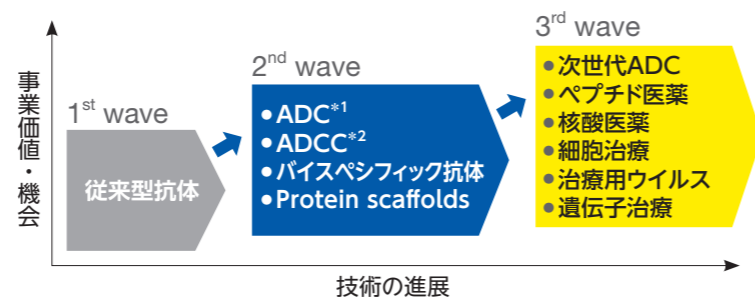 事業価値・機会
1st wave
従来型抗体
2nd wave
●ADC*1
●ADCC*2
●バイスペシフィック抗体
●Protein scaffolds
3rd wave
●次世代ADC
●ペプチド医薬
●核酸医薬
●細胞治療
●治療用ウイルス
●遺伝子治療
技術の進展